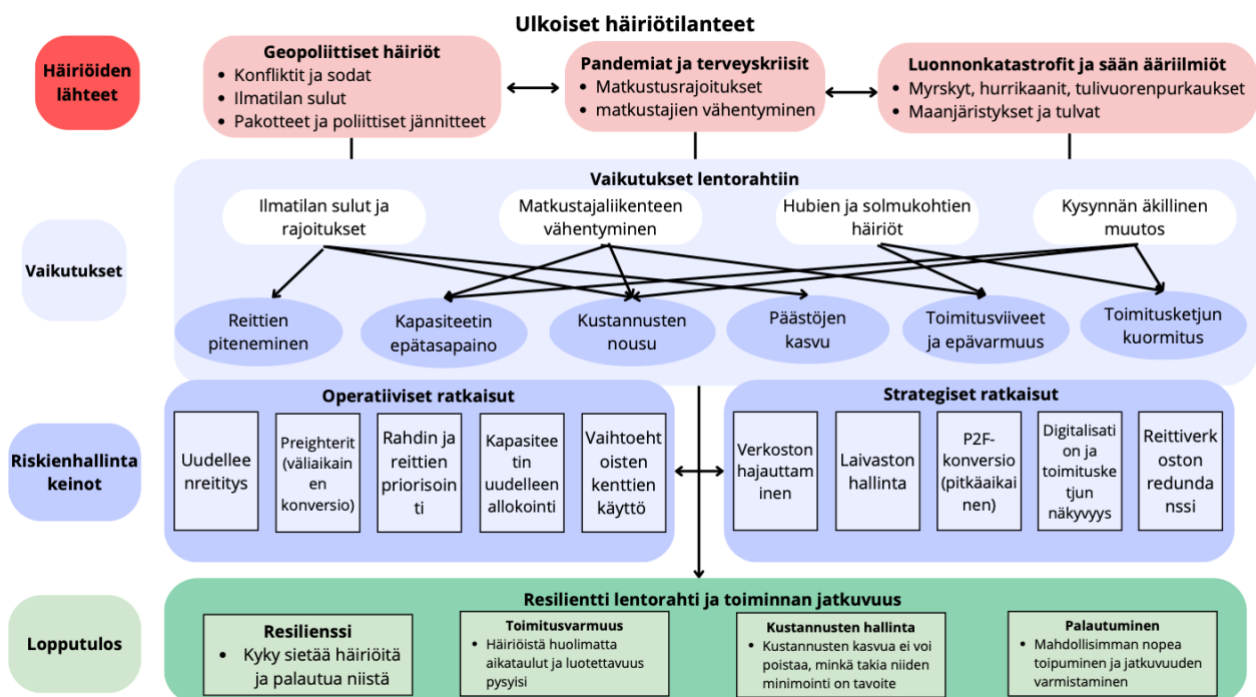 Ulkoiset häiriötilanteet
Häiriöiden
lähteet
Geopoliittiset häiriöt
• Konfliktit ja sodat
• Ilmatilan sulut
• Pakotteet ja poliittiset jännitteet
Pandemiat ja terveyskriisit
• Matkustusrajoitukset
• matkustajien vähentyminen
Luonnonkatastrofit ja sään ääriilmiöt
• Myrskyt, hurrikaanit, tulivuorenpurkaukset
• Maanjäristykset ja tulvat
Vaikutukset
Vaikutukset lentorahtiin
Ilmatilan sulut ja
rajoitukset
Matkustajaliikenteen
vähentyminen
Hubien ja solmukohtien
häiriöt
Kysynnän äkillinen
muutos
Reittien
piteneminen
Kapasiteetin
epätasapaino
Kustannusten
nousu
Päästöjen
kasvu
Toimitusviiveet
ja epävarmuus
Toimitusketjun
kuormitus
Riskienhallinta
keinot
Operatiiviset ratkaisut
Uudellee
nreititys
Preighterit
(väliaikain
en
konversio)
Rahdin ja
reittien
priorisoin
ti
Kapasitee
tin
uudelleen
allokointi
Vaihtoeht
oisten
kenttien
käyttö
Strategiset ratkaisut
Verkoston
hajauttam
inen
Laivaston
hallinta
P2F-
konversio
(pitkäaikai
nen)
Digitalisati
on ja
toimituske
tjun
näkyvyys
Reittiverk
oston
redunda
nssi
Lopputulos
Resilientti lentorahti ja toiminnan jatkuvuus
Resilienssi
• Kyky sietää häiriöitä
ja palautua niistä
Toimitusvarmuus
• Häiriöistä huolimatta
aikataulut ja luotettavuus
pysyisi
Kustannusten hallinta
• Kustannusten kasvua ei voi
poistaa, minkä takia niiden
minimointi on tavoite
Palautuminen
• Mahdollisimman nopea
toipuminen ja jatkuvuuden
varmistaminen